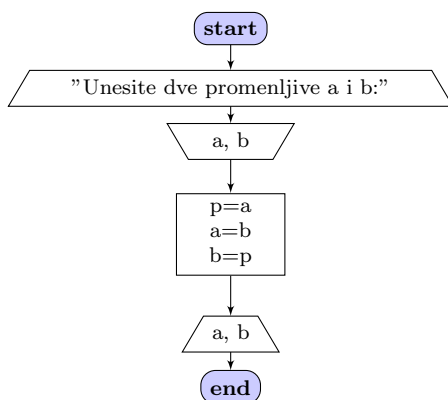 start
"Unesite dve promenljive a i b:"
a, b
p=a
a=b
b=p
a, b
end